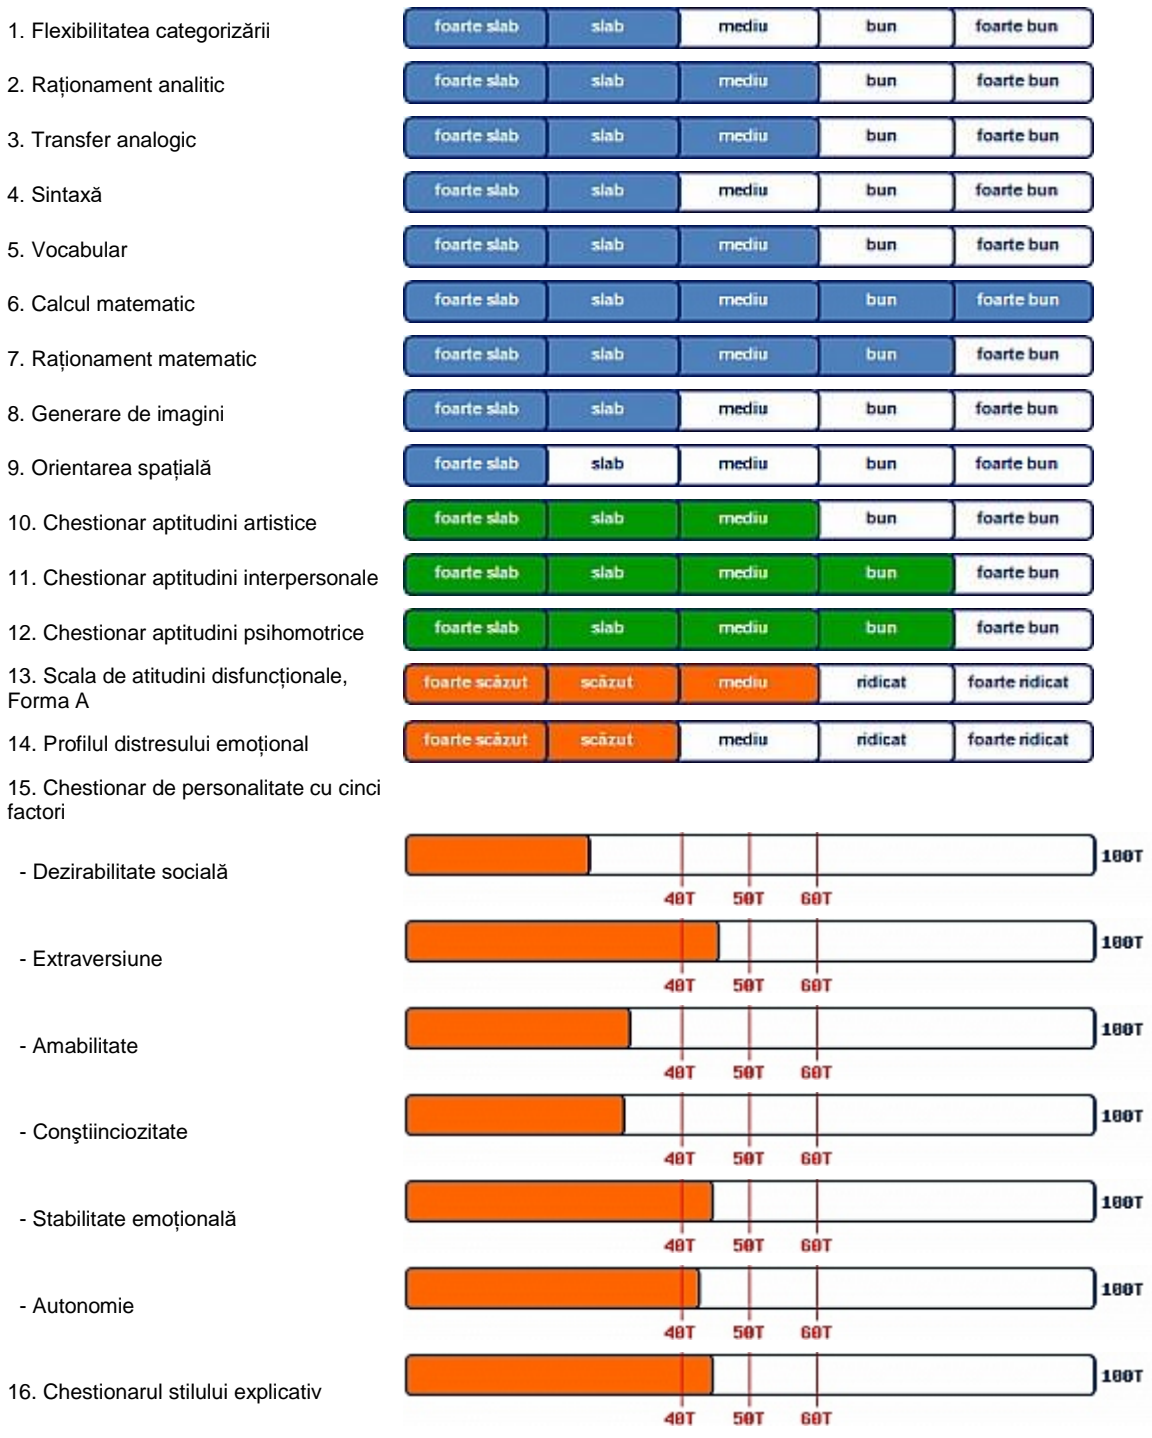 1. Flexibilitatea categorizării foarte slab slab mediu bun foarte bun
2. Raționament analitic foarte slab slab mediu bun foarte bun
3. Transfer analogic foarte slab slab mediu bun foarte bun
4. Sintaxă foarte slab slab mediu bun foarte bun
5. Vocabular foarte slab slab mediu bun foarte bun
6. Calcul matematic foarte slab slab mediu bun foarte bun
7. Raționament matematic foarte slab slab mediu bun foarte bun
8. Generare de imagini foarte slab slab mediu bun foarte bun
9. Orientarea spațială foarte slab slab mediu bun foarte bun
10. Chestionar aptitudini artistice foarte slab slab mediu bun foarte bun
11. Chestionar aptitudini interpersonale foarte slab slab mediu bun foarte bun
12. Chestionar aptitudini psihomotrice foarte slab slab mediu bun foarte bun
13. Scala de atitudini disfuncționale, foarte scăzut scăzut mediu ridicat foarte ridicat
Forma A
14. Profilul distresului emoțional foarte scăzut scăzut mediu ridicat foarte ridicat
15. Chestionar de personalitate cu cinci
factori
- Dezirabilitate socială 100T
40T 50T 60T
- Extraversiune 100T
40T 50T 60T
- Amabilitate 100T
40T 50T 60T
- Conştiinciozitate 100T
40T 50T 60T
- Stabilitate emoțională 100T
40T 50T 60T
- Autonomie 100T
40T 50T 60T
16. Chestionarul stilului explicativ 100T
40T 50T 60T